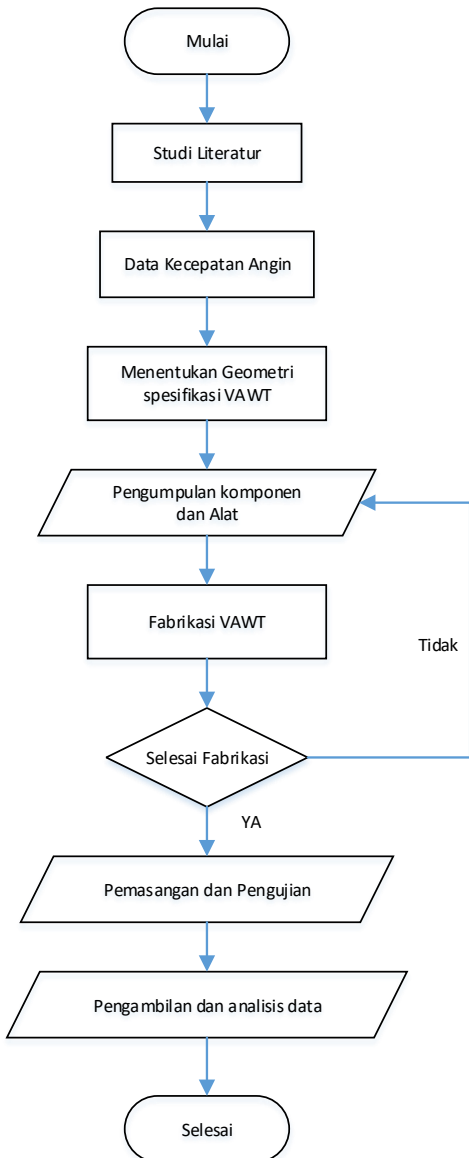 Mulai
Studi Literatur
Data Kecepatan Angin
Menentukan Geometri
spesifikasi VAWT
Pengumpulan komponen
dan Alat
Fabrikasi VAWT
Tidak
Selesai Fabrikasi
YA
Pemasangan dan Pengujian
Pengambilan dan analisis data
Selesai